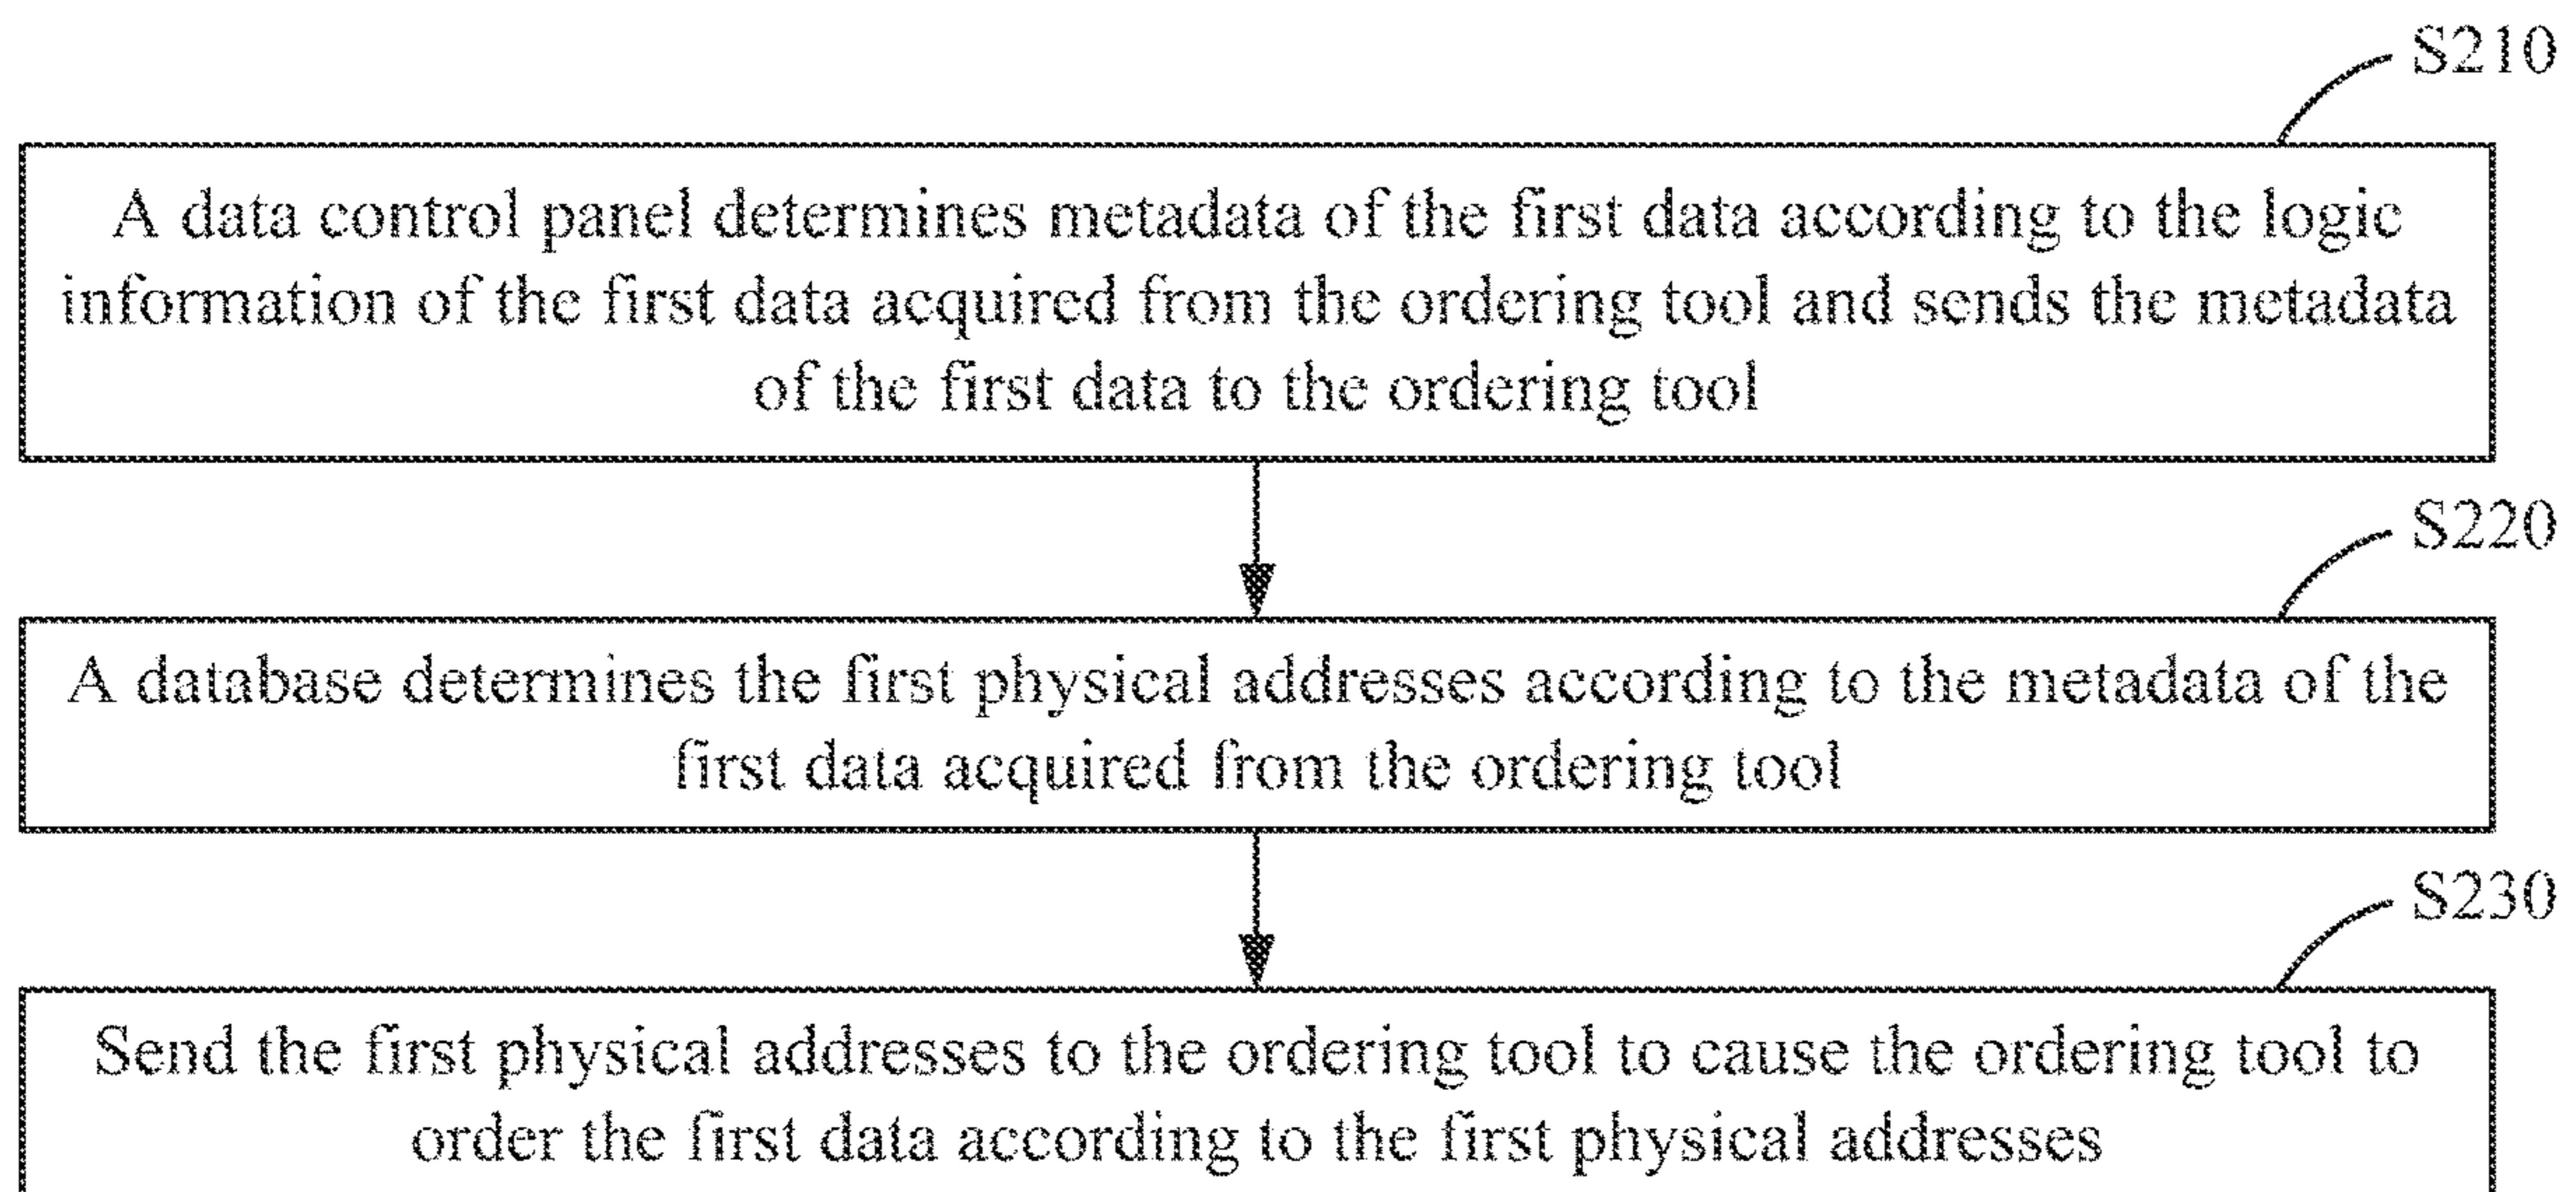 S210
A data control panel determines metadata of the first data according to the logic
information of the first data acquired from the ordering tool and sends the metadata
of the first data to the ordering tool
S220
A database determines the first physical addresses according to the metadata of the
first data acquired from the ordering tool
S230
Send the first physical addresses to the ordering tool to cause the ordering tool to
order the first data according to the first physical addresses